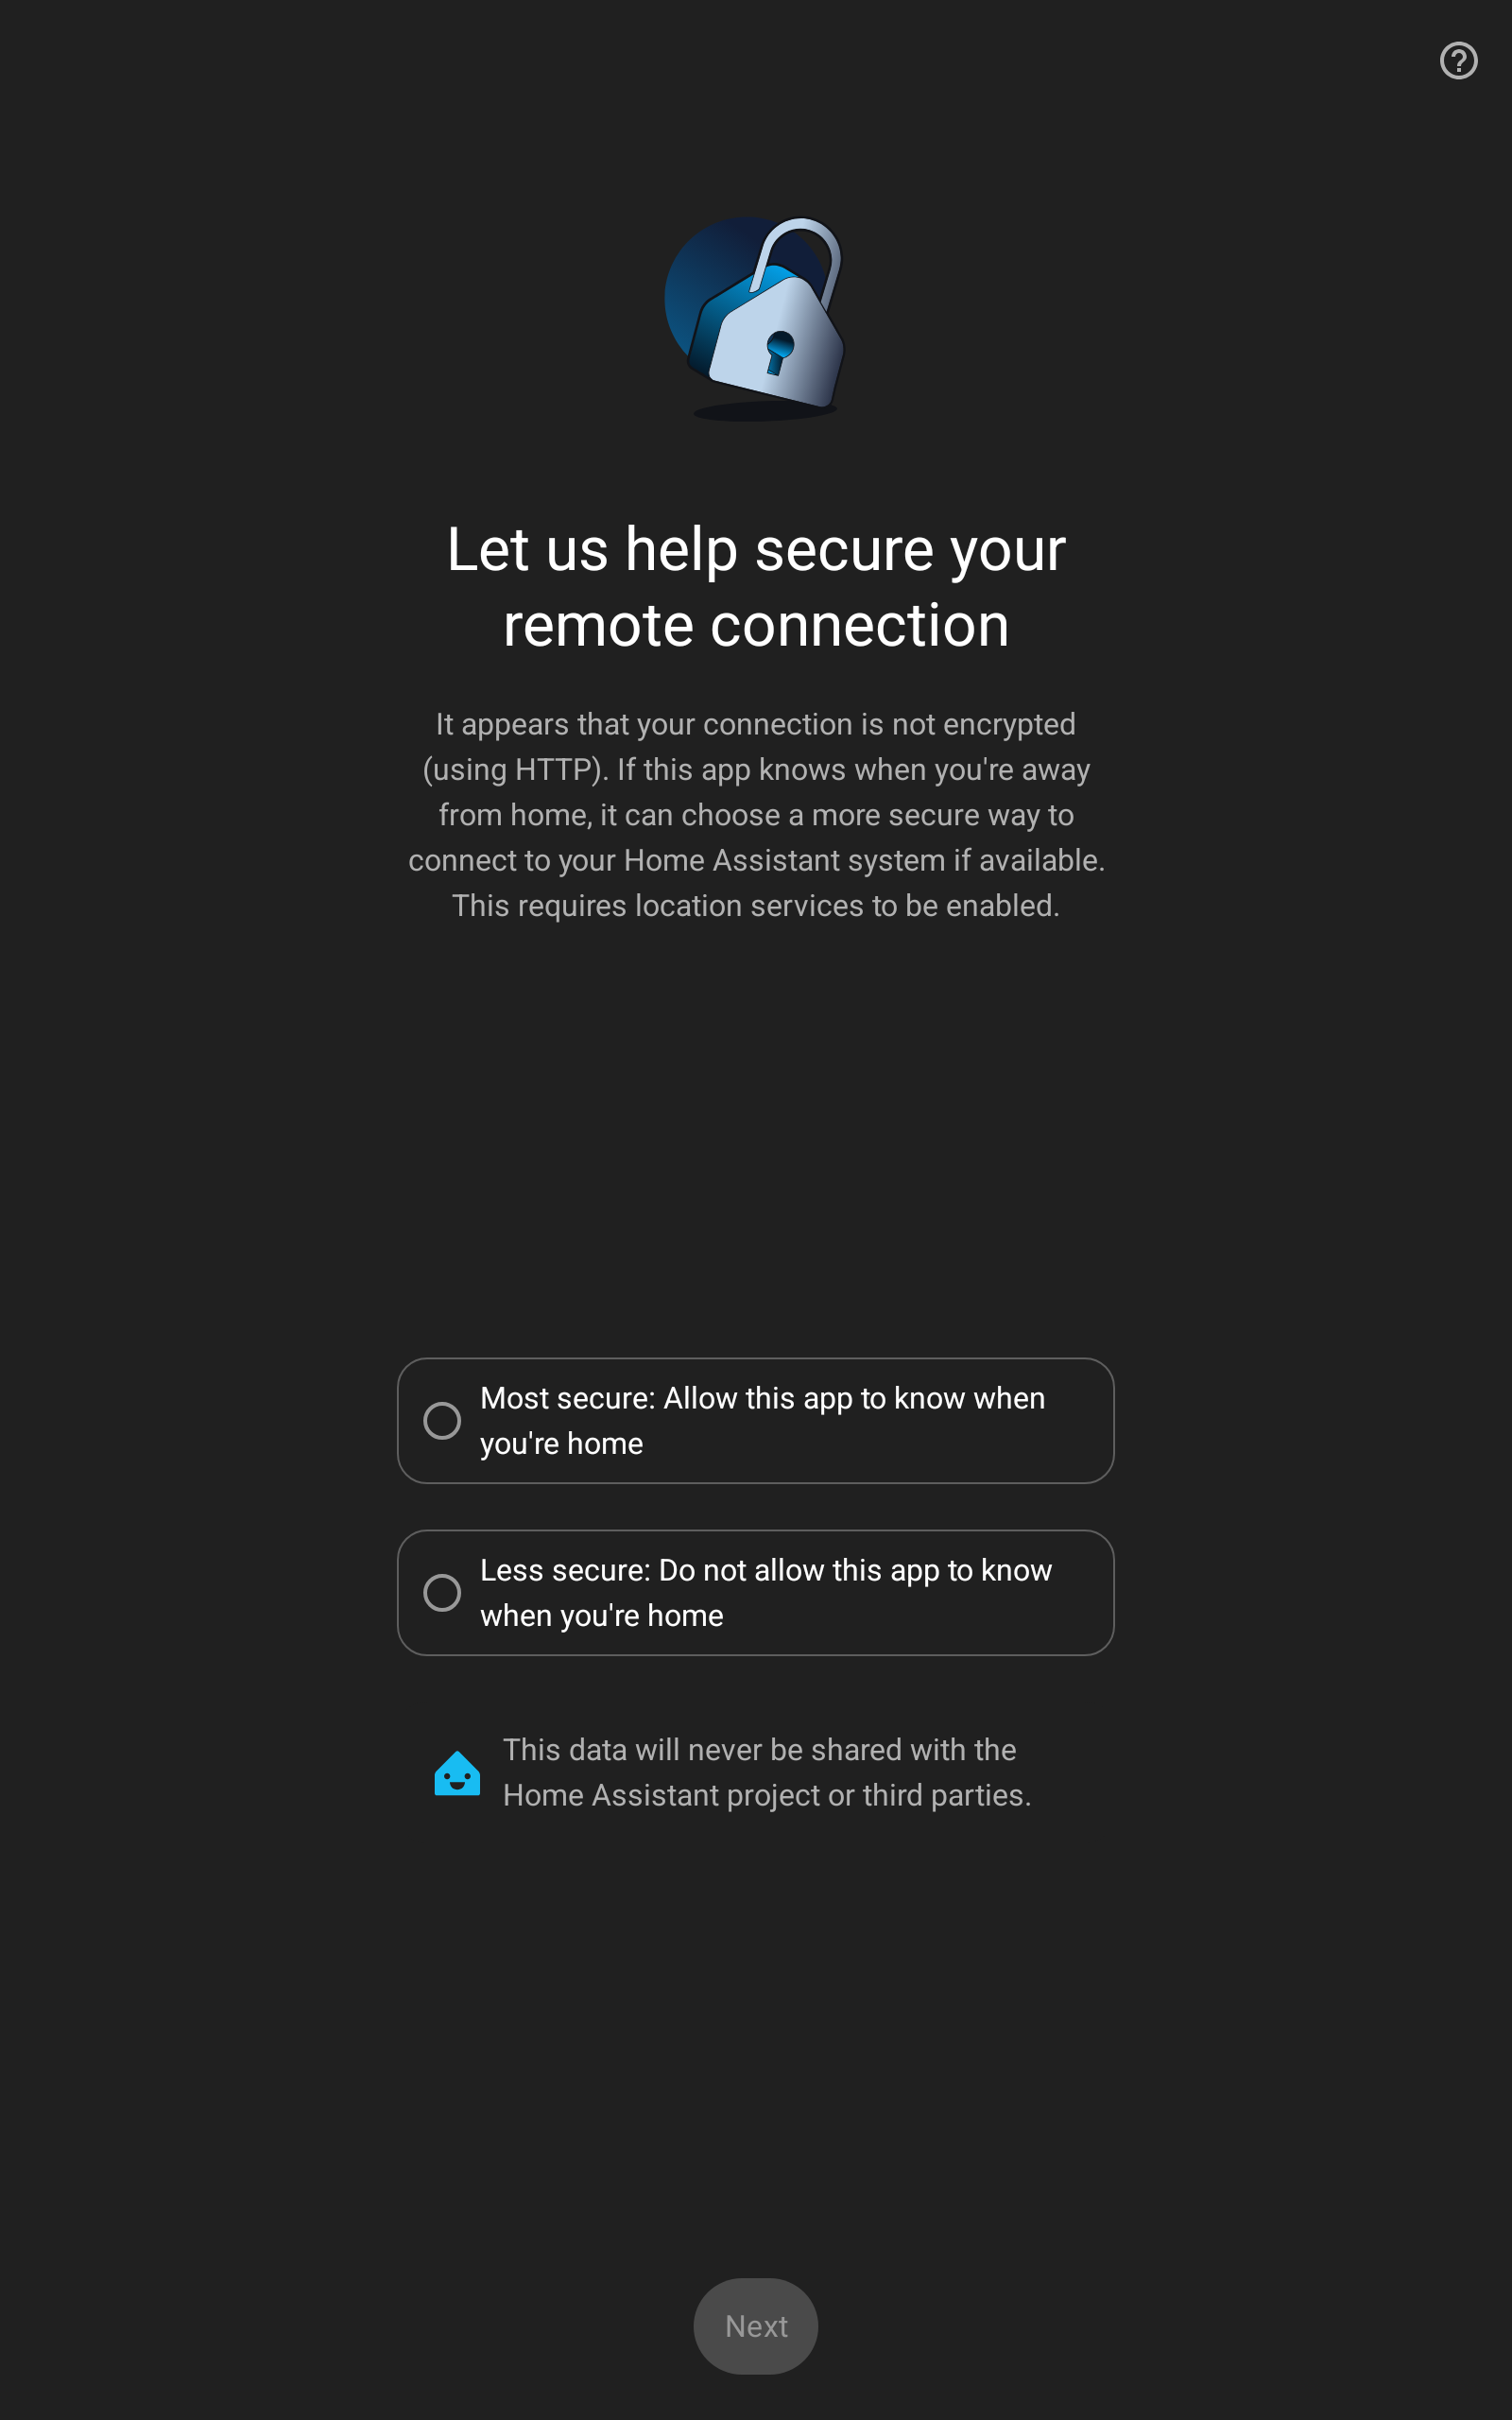 Let us help secure your
remote connection
It appears that your connection is not encrypted
(using HTTP). If this app knows when you're away
from home, it can choose a more secure way to
connect to your Home Assistant system if available.
This requires location services to be enabled.
Most secure: Allow this app to know when
you're home
Less secure: Do not allow this app to know
when you're home
This data will never be shared with the
Home Assistant project or third parties.
Next